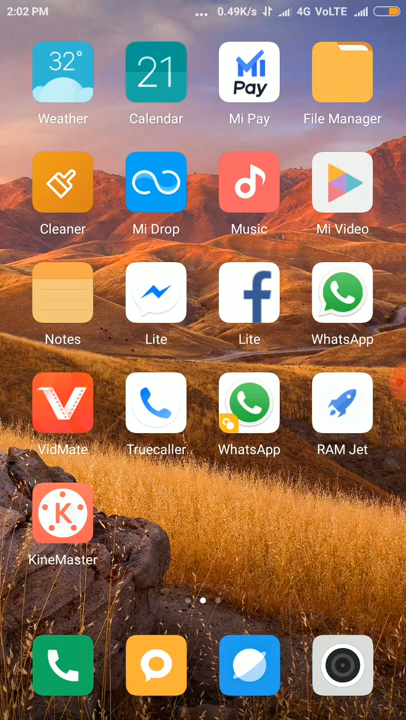 2:02 PM ... 0.49K/s 4G VoLTE
32°
21
Mi Pay
Weather Calendar Mi Pay File Manager
Cleaner Mi Drop Music Mi Video
f
Notes Lite Lite WhatsApp
VidMate Truecaller WhatsApp RAM Jet
K
KineMaster